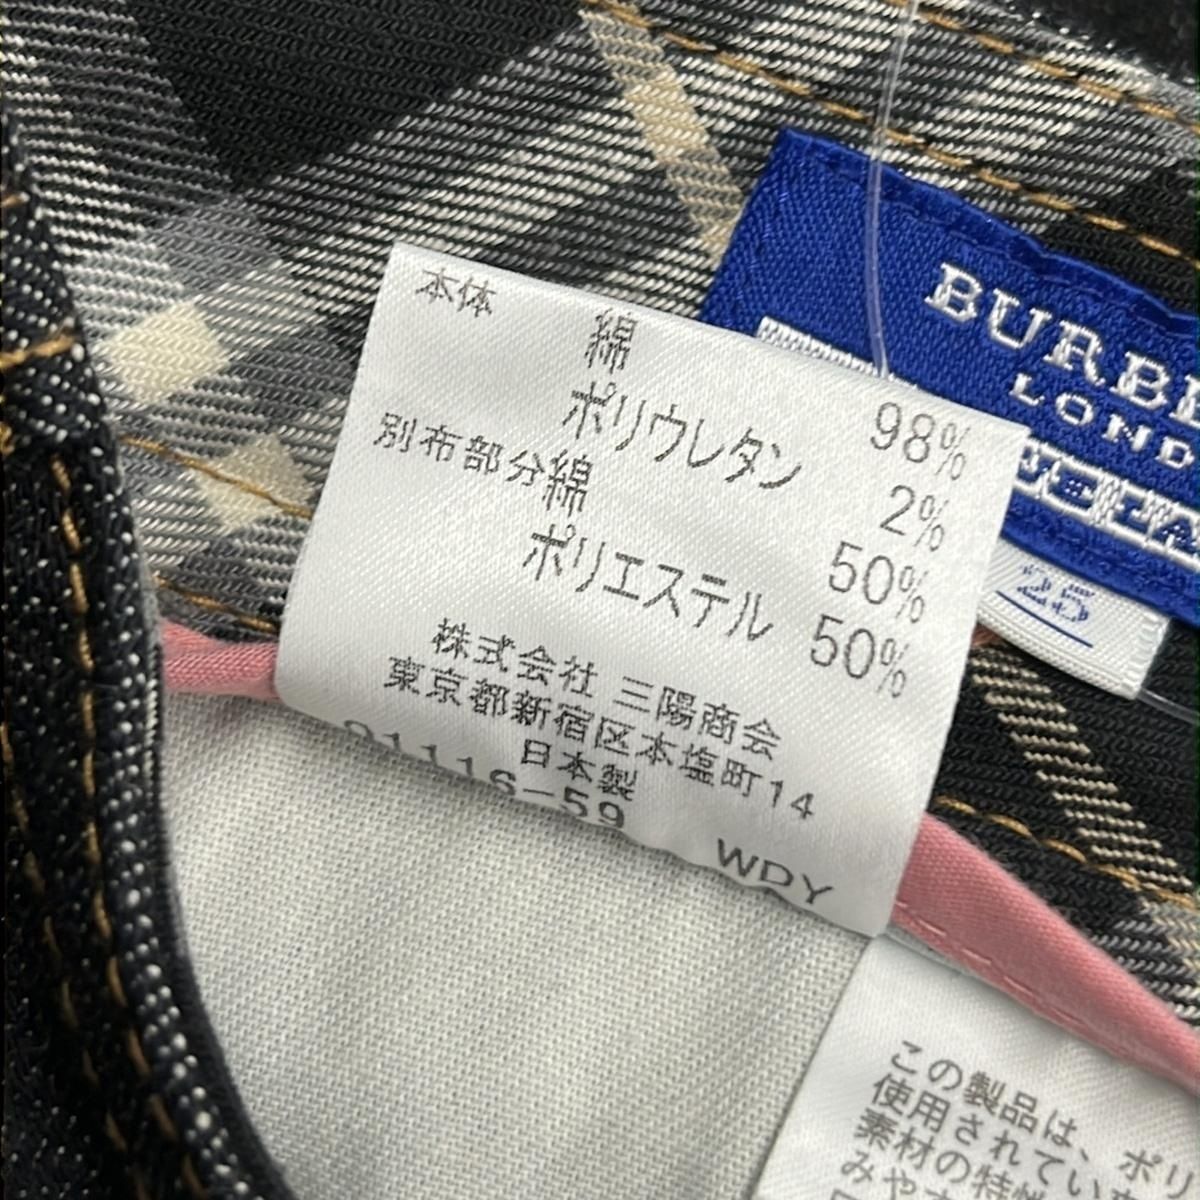 本体
綿 98%
ポリウレタン 2%
別布部分綿 50%
ポリエステル 50%
株式会社 三陽商会
東京都新宿区本塩町14
日本製
91116-59
WDY
BURBE
LOND
25
この製品は、ポリ
使用されてい
素材の特
みや